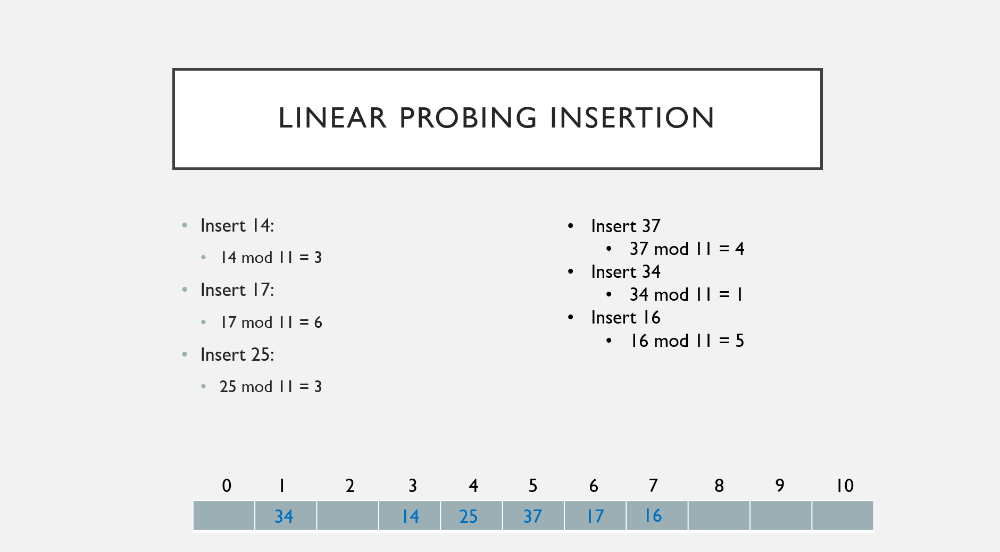 LINEAR PROBING INSERTION
• Insert 14:
• 14 mod 11 = 3
• Insert 17:
• 17 mod 11 = 6
• Insert 25:
• 25 mod 11 = 3
• Insert 37
• 37 mod 11 = 4
• Insert 34
• 34 mod 11 = 1
• Insert 16
• 16 mod 11 = 5
0 1 2 3 4 5 6 7 8 9 10
34 14 25 37 17 16